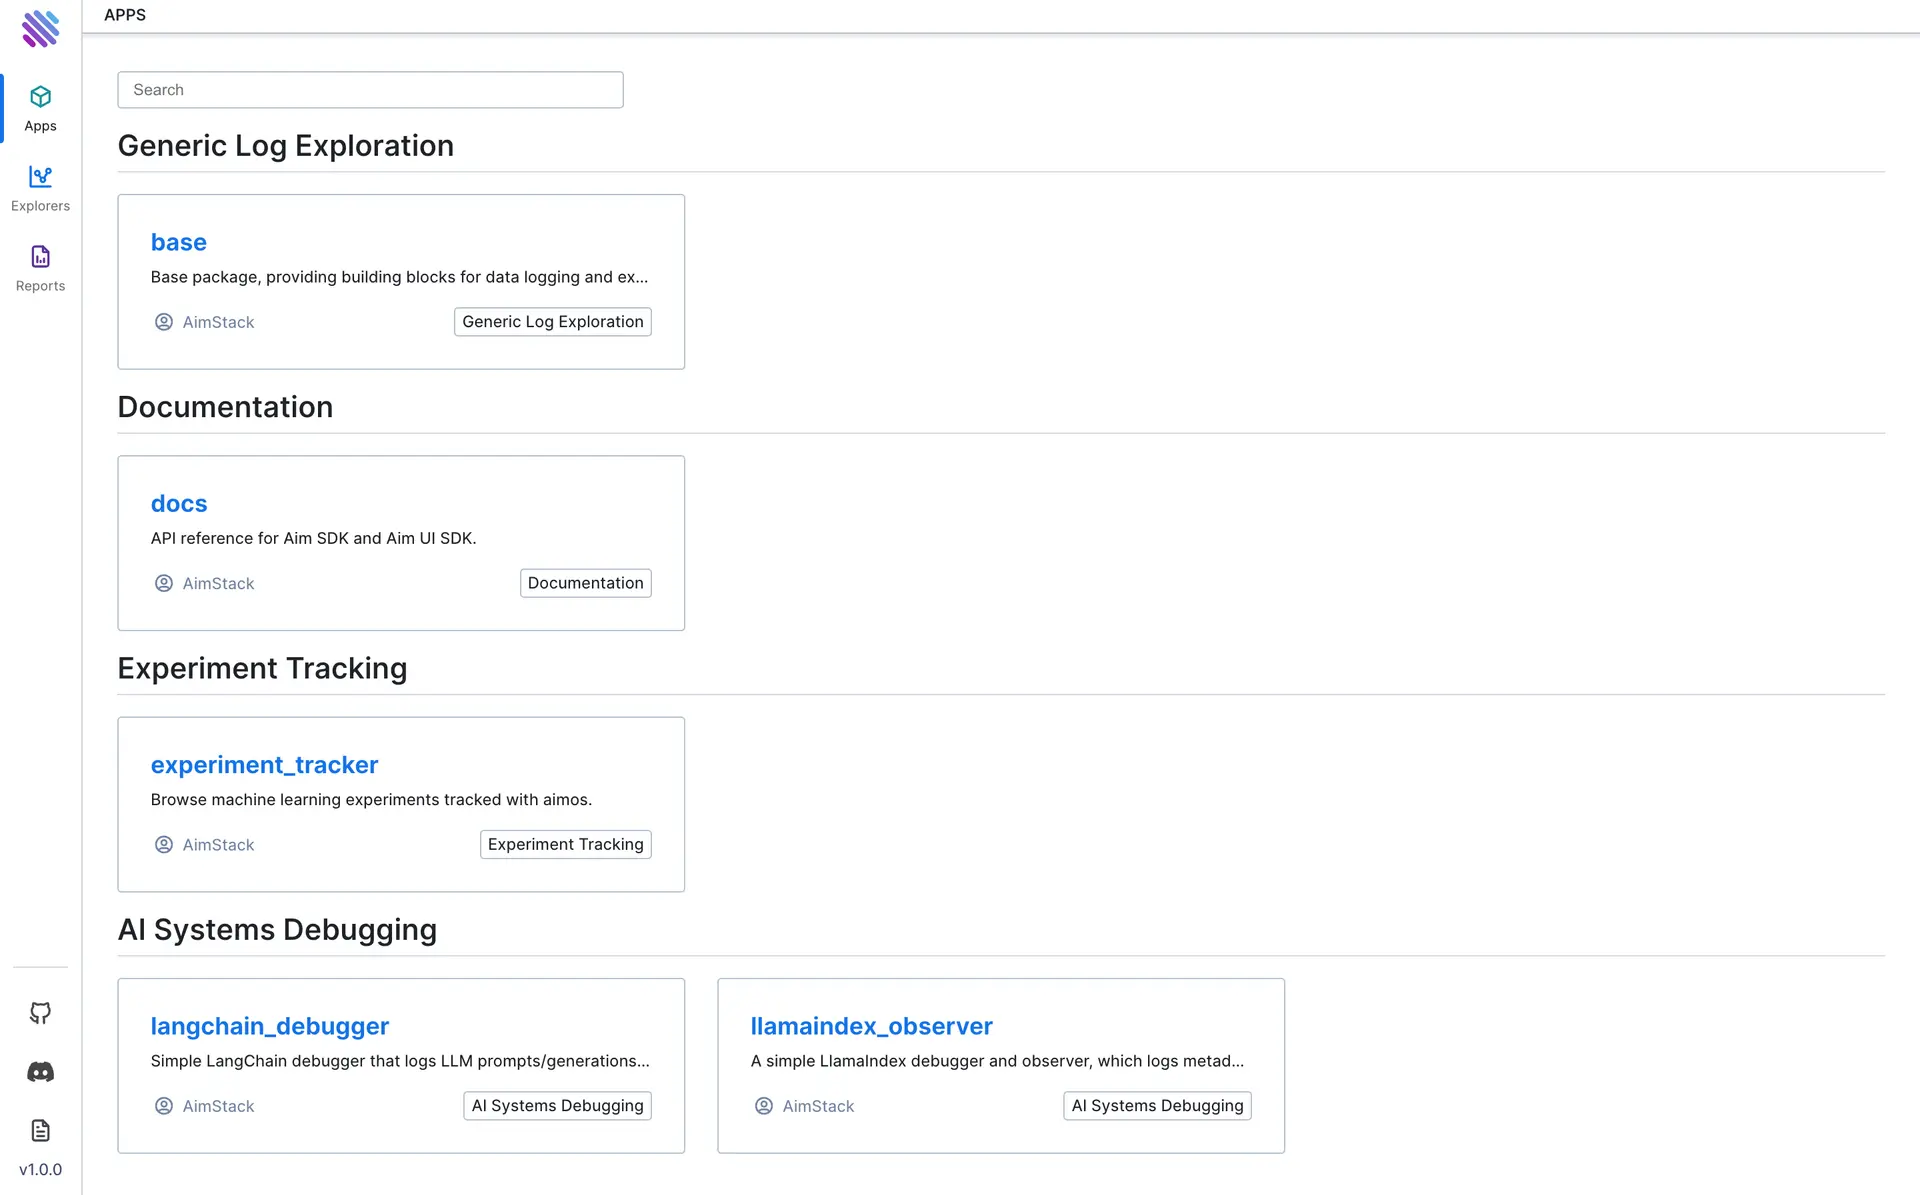 APPS
Apps
Explorers
Reports
Search
Generic Log Exploration
base
Base package, providing building blocks for data logging and ex...
AimStack
Generic Log Exploration
Documentation
docs
API reference for Aim SDK and Aim UI SDK.
AimStack
Documentation
Experiment Tracking
experiment_tracker
Browse machine learning experiments tracked with aimos.
AimStack
Experiment Tracking
AI Systems Debugging
langchain_debugger
Simple LangChain debugger that logs LLM prompts/generations...
AimStack
AI Systems Debugging
llamaindex_observer
A simple LlamaIndex debugger and observer, which logs metad...
AimStack
AI Systems Debugging
v1.0.0